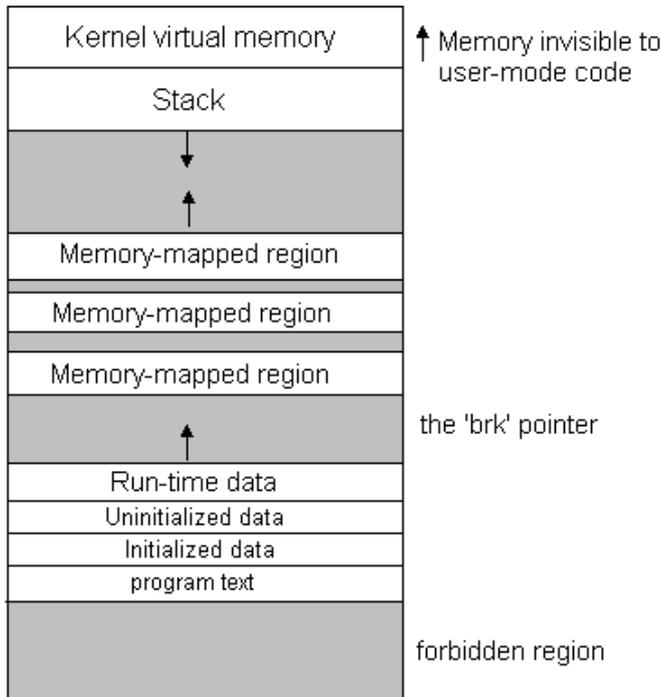 Kernel virtual memory
Memory invisible to
user-mode code
Stack
Memory-mapped region
Memory-mapped region
Memory-mapped region
the 'brk' pointer
Run-time data
Uninitialized data
Initialized data
program text
forbidden region